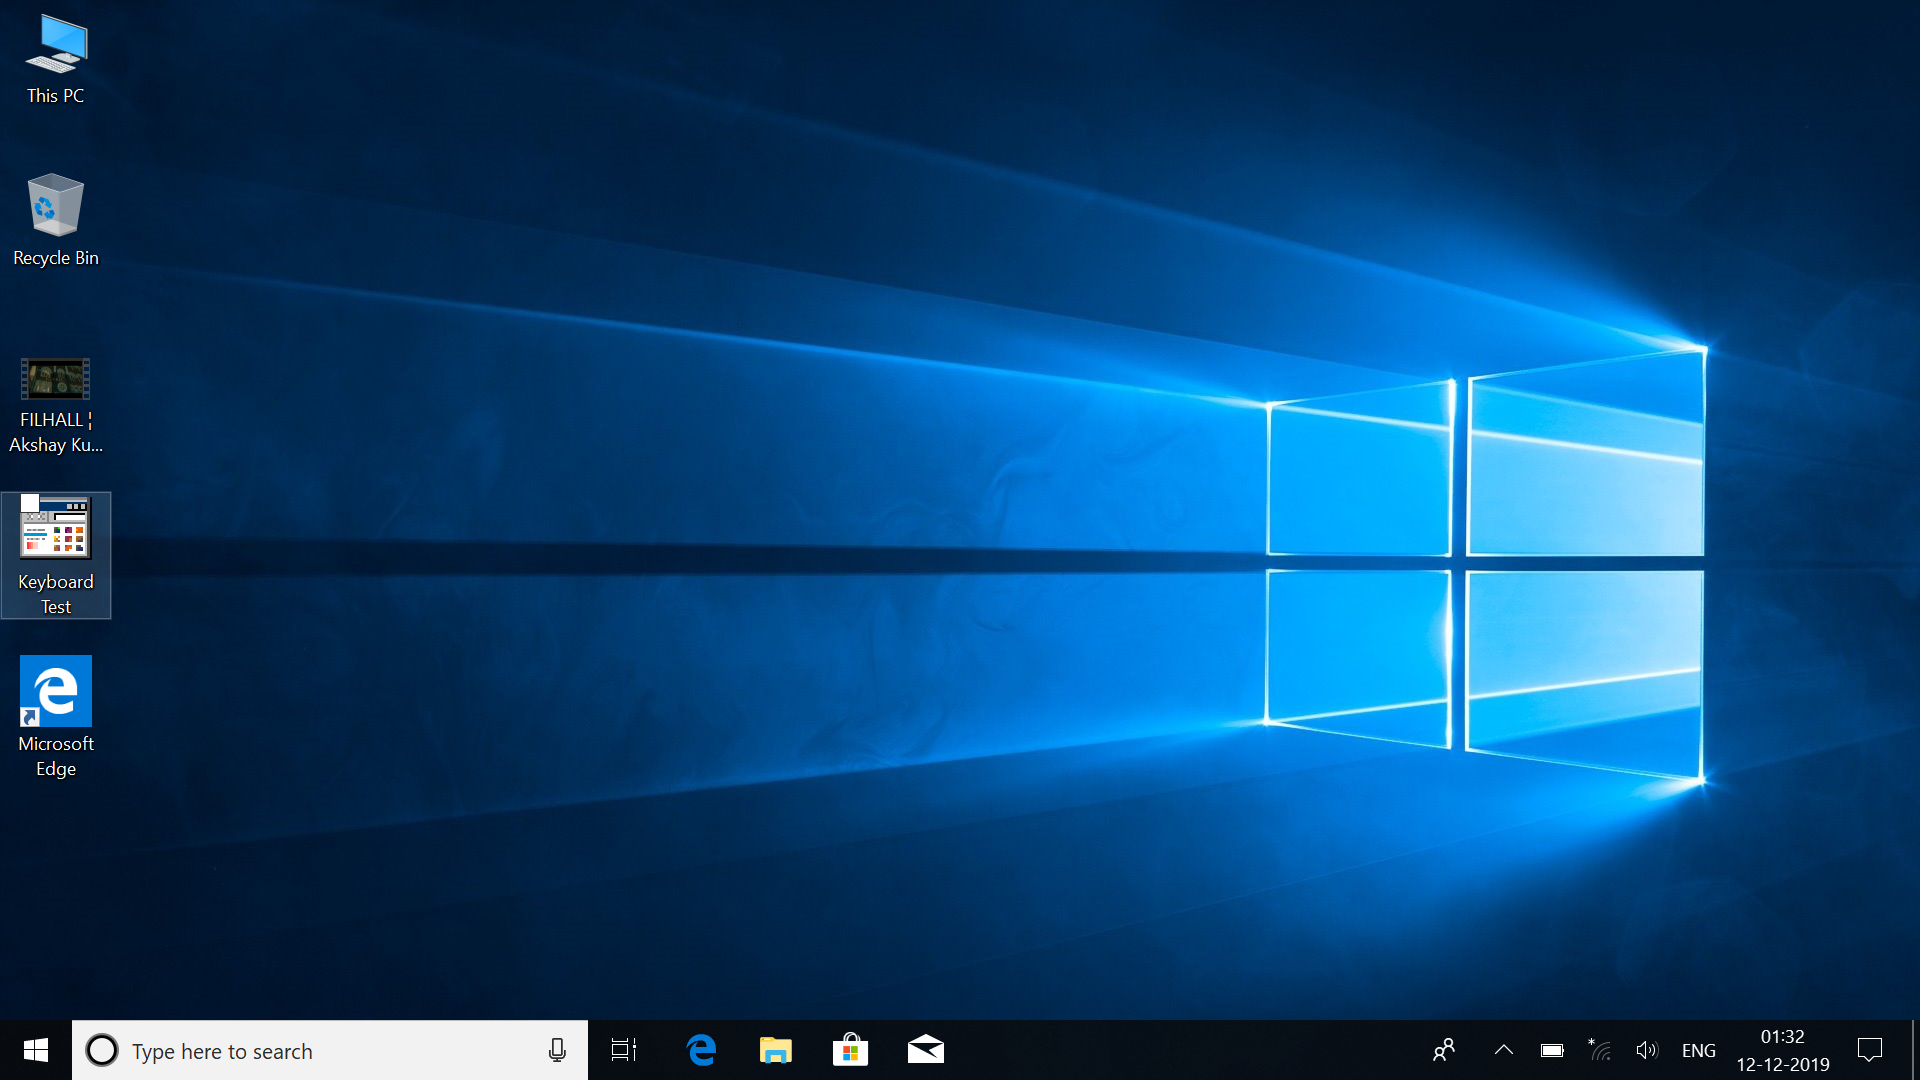 This PC
Recycle Bin
FILHALL ¦
Akshay Ku...
Keyboard
Test
Microsoft
Edge
Type here to search
ENG
01:32
12-12-2019